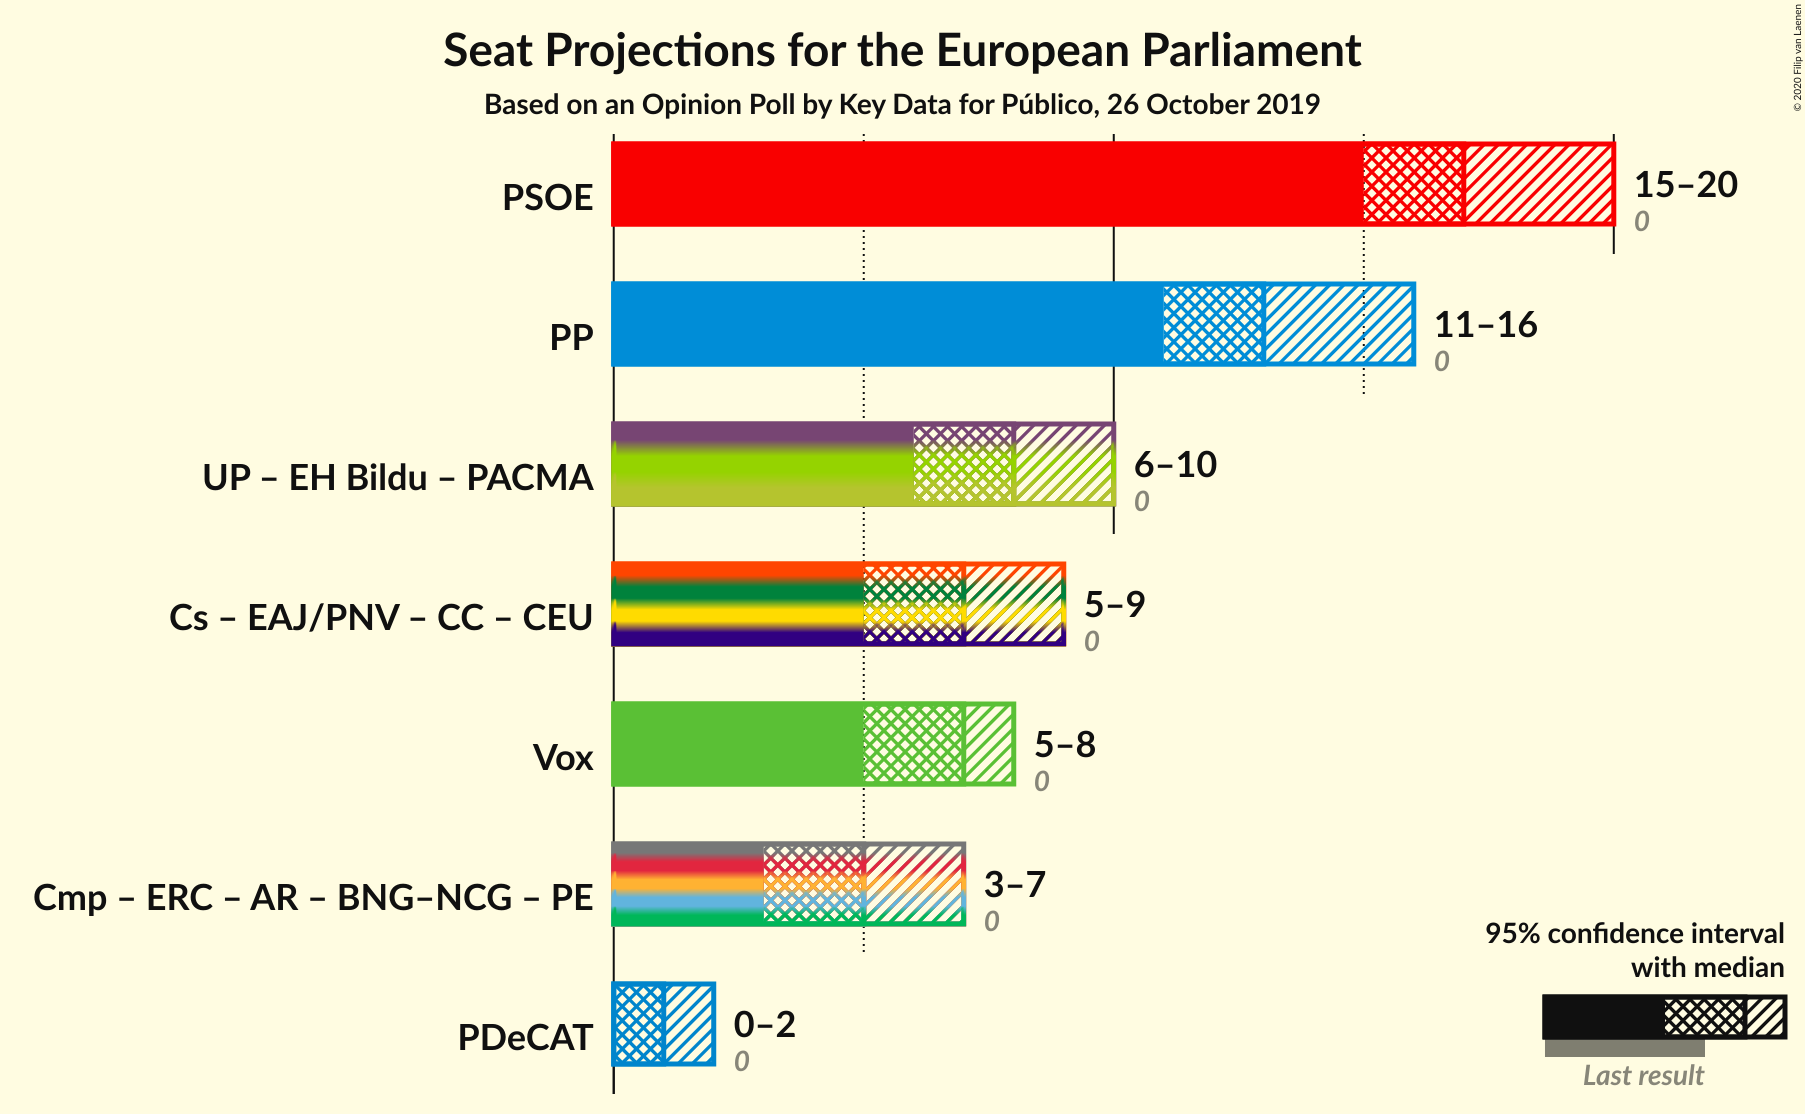 Seat Projections for the European Parliament
Based on an Opinion Poll by Key Data for Público, 26 October 2019
© 2020 Filip van Laenen
PSOE
15–20
0
PP
11–16
0
UP – EH Bildu – PACMA
6–10
0
Cs – EAJ/PNV – CC – CEU
5–9
0
Vox
5–8
0
Cmp – ERC – AR – BNG–NCG – PE
3–7
0
PDeCAT
0–2
0
95% confidence interval
with median
Last result